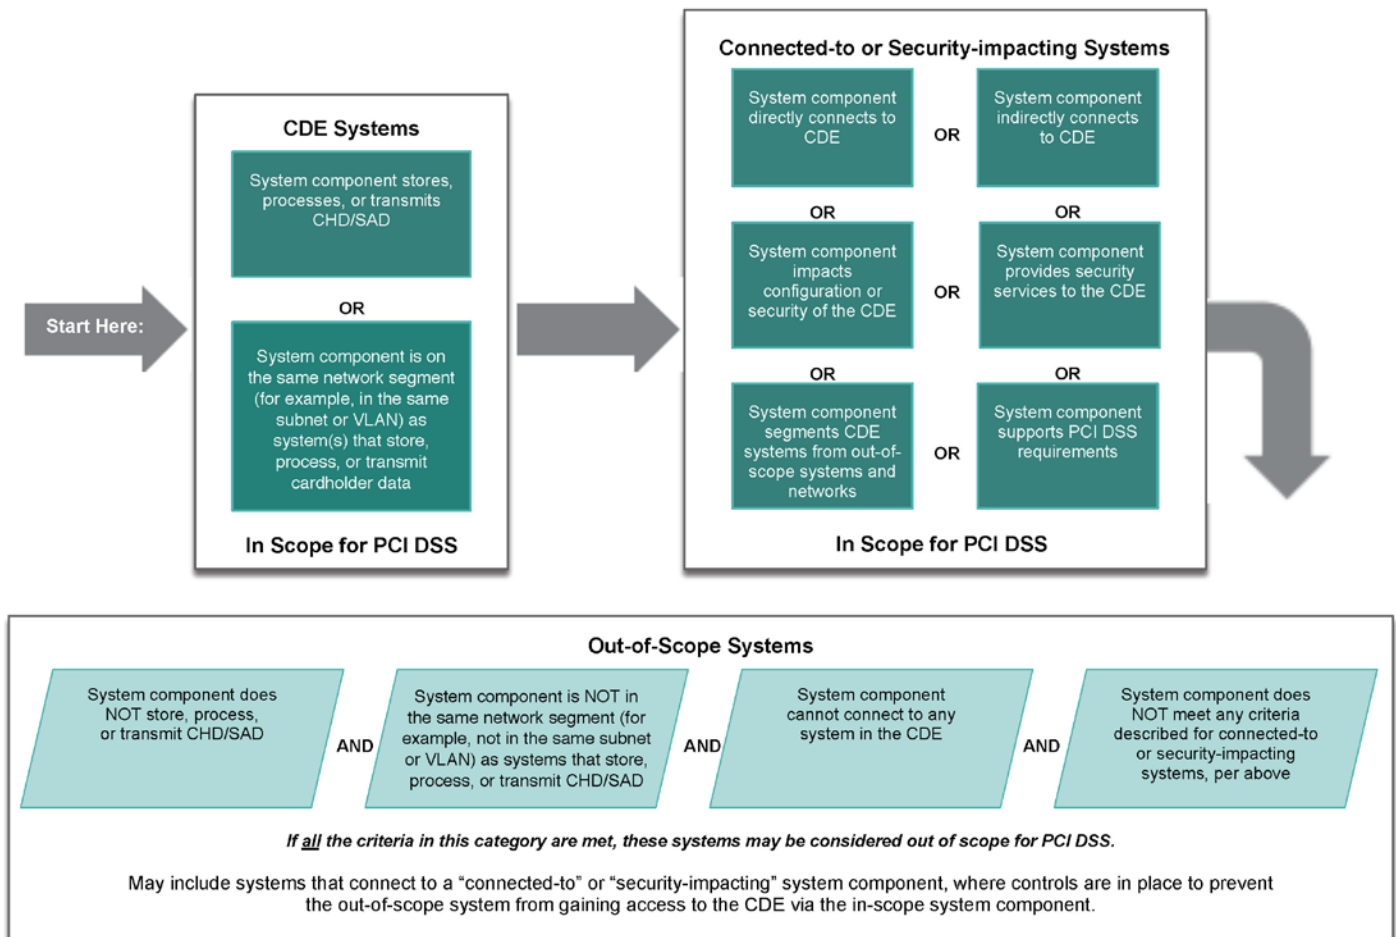 Start Here:
CDE Systems
System component stores,
processes, or transmits
CHD/SAD
OR
System component is on
the same network segment
(for example, in the same
subnet or VLAN) as
system(s) that store,
process, or transmit
cardholder data
In Scope for PCI DSS
Connected-to or Security-impacting Systems
System component
directly connects to
CDE
OR
System component
indirectly connects
to CDE
OR
OR
System component
impacts
configuration or
security of the CDE
OR
System component
provides security
services to the CDE
OR
OR
System component
segments CDE
systems from out-of-
scope systems and
networks
OR
System component
supports PCI DSS
requirements
In Scope for PCI DSS
Out-of-Scope Systems
System component does
NOT store, process,
or transmit CHD/SAD
AND
System component is NOT in
the same network segment (for
example, not in the same subnet
or VLAN) as systems that store,
process, or transmit CHD/SAD
AND
System component
cannot connect to any
system in the CDE
AND
System component does
NOT meet any criteria
described for connected-to
or security-impacting
systems, per above
If all the criteria in this category are met, these systems may be considered out of scope for PCI DSS.
May include systems that connect to a “connected-to” or “security-impacting” system component, where controls are in place to prevent
the out-of-scope system from gaining access to the CDE via the in-scope system component.